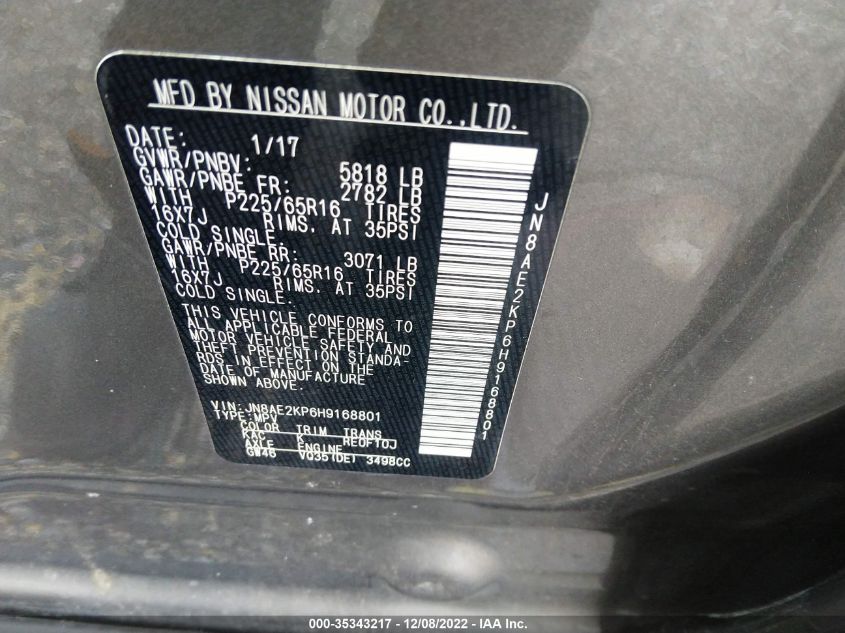 MFD BY NISSAN MOTOR CO.,LTD.
DATE: 1/17
GVWR/PNBV: 5818 LB
GAWR/PNBE FR: 2782 LB
WITH P225/65R16 TIRES
16X7J RIMS. AT 35PSI
COLD SINGLE.
GAWR/PNBE RR: 3071 LB
WITH P225/65R16 TIRES
16X7J RIMS. AT 35PSI
COLD SINGLE.
THIS VEHICLE CONFORMS TO
ALL APPLICABLE FEDERAL
MOTOR VEHICLE SAFETY AND
THEFT PREVENTION STANDA-
RDS IN EFFECT ON THE
DATE OF MANUFACTURE
SHOWN ABOVE.
VIN: JN8AE2KP6H9168801
TYPE: MPV
COLOR TRIM TRANS
KAC K RE0F10J
AXLE ENGINE
GW46 VQ35(DE) 3498CC
JN8AE2KP6H9168801
000-35343217 - 12/08/2022 - IAA Inc.